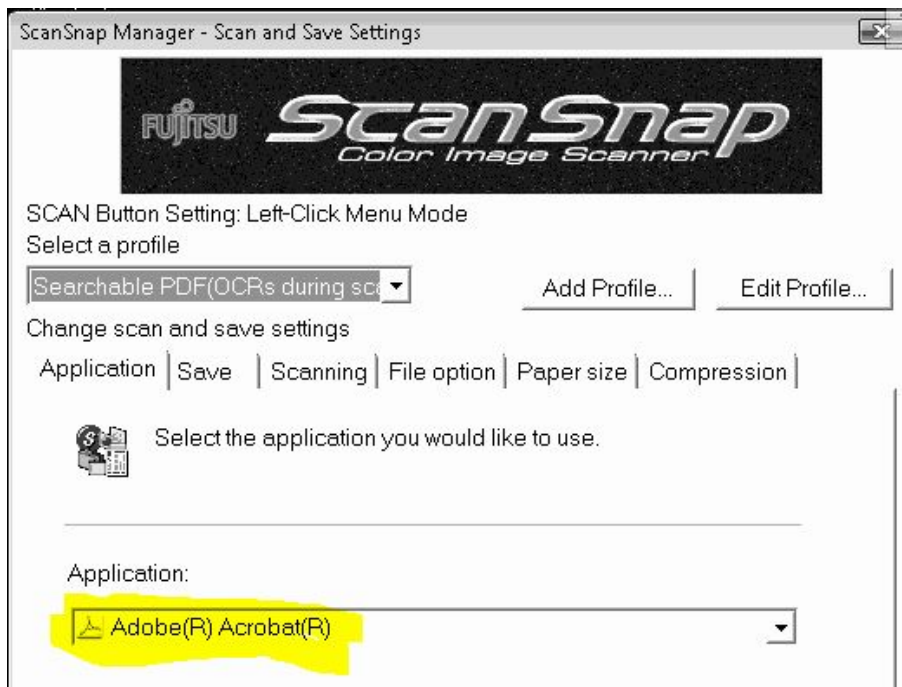 ScanSnap Manager - Scan and Save Settings
FUJITSU ScanSnap
Color Image Scanner
SCAN Button Setting: Left-Click Menu Mode
Select a profile
Searchable PDF(OCRs during sca
Add Profile... Edit Profile...
Change scan and save settings
Application Save Scanning File option Paper size Compression
Select the application you would like to use.
Application:
Adobe(R) Acrobat(R)